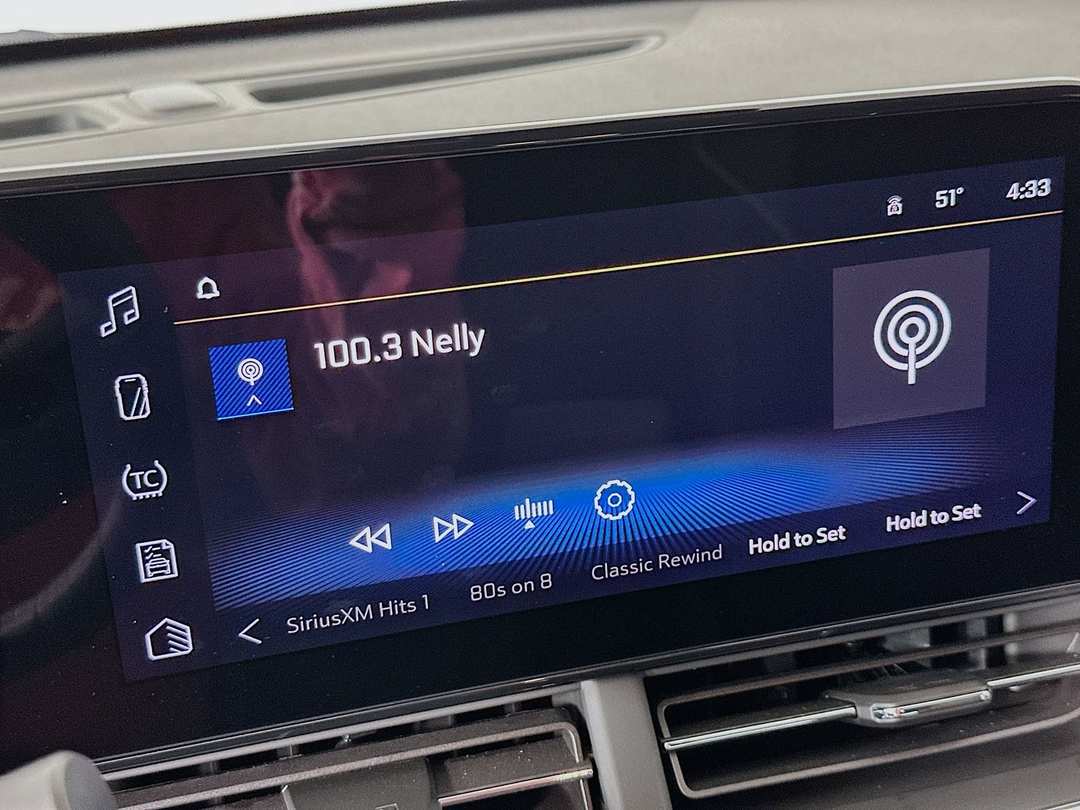 51° 4:33
100.3 Nelly
TC
SiriusXM Hits 1 80s on 8 Classic Rewind Hold to Set Hold to Set